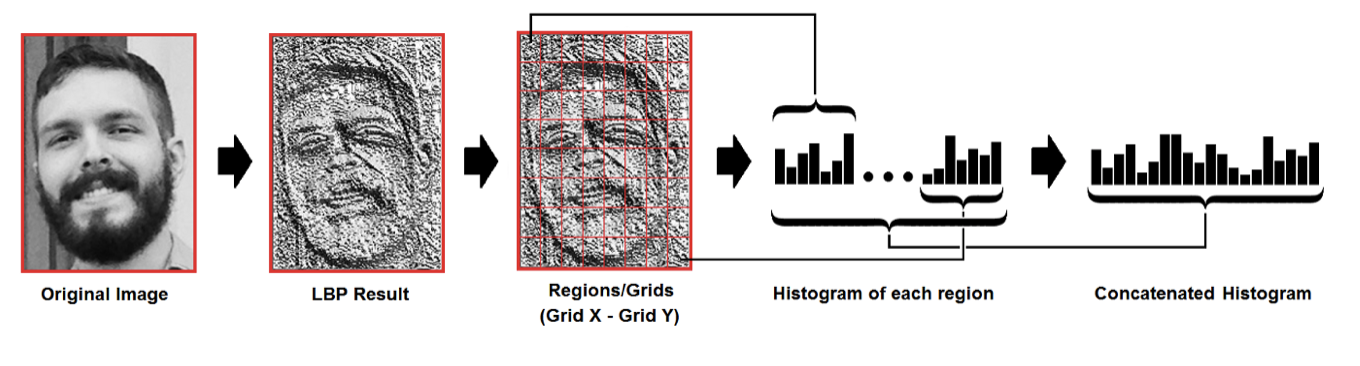 Original Image
LBP Result
Regions/Grids
(Grid X - Grid Y)
Histogram of each region
Concatenated Histogram